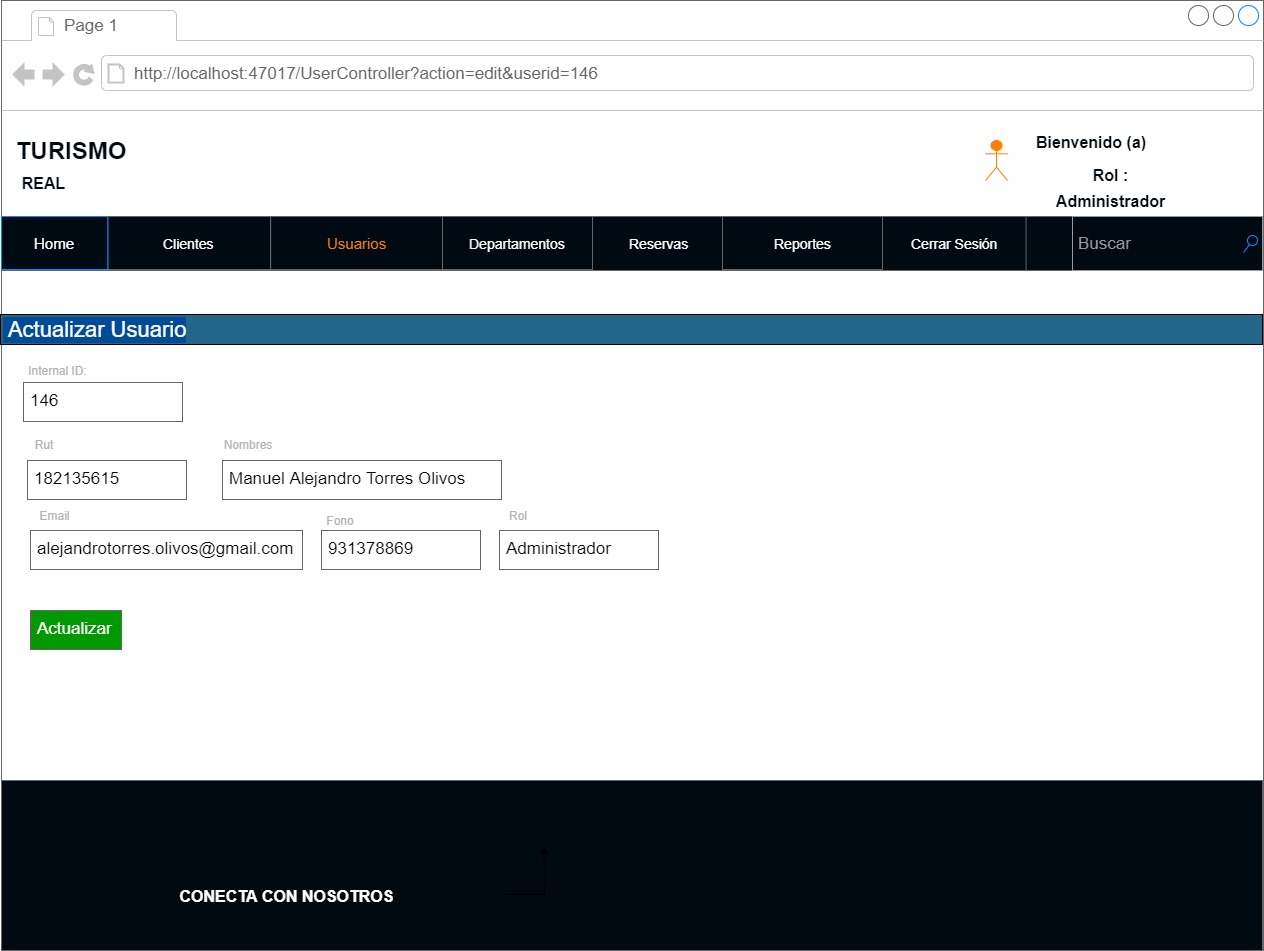 Page 1
http://localhost:47017/UserController?action=edit&userid=146
TURISMO
REAL
Bienvenido (a)
Rol :
Administrador
Home Clientes Usuarios Departamentos Reservas Reportes Cerrar Sesión Buscar
Actualizar Usuario
Internal ID:
146
Rut Nombres
182135615 Manuel Alejandro Torres Olivos
Email Fono Rol
alejandrotorres.olivos@gmail.com 931378869 Administrador
Actualizar
CONECTA CON NOSOTROS